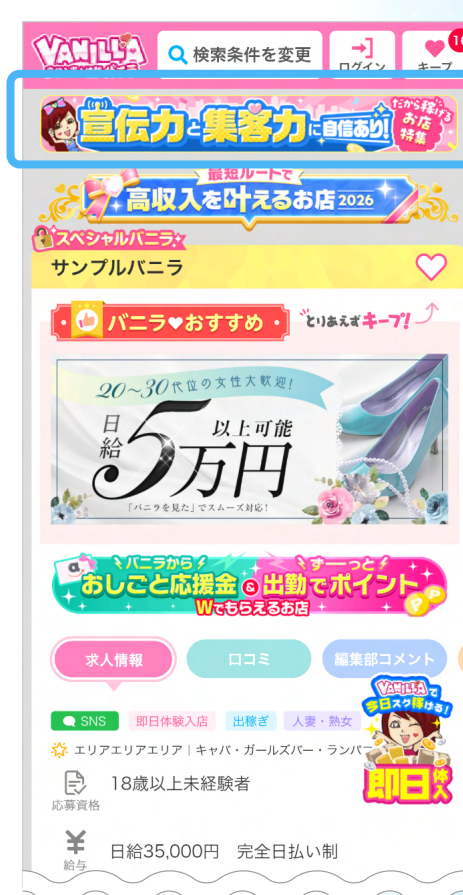 VANILLA
検索条件を変更
ログイン
キープ
宣伝力と集客力に自信あり!
だから稼げる
お店
特集
最短ルートで
高収入を叶えるお店2026
スペシャルバニラ
サンプルバニラ
バニラ♥おすすめ
とりあえずキープ!
20~30代位の女性大歓迎!
日給
5万円
以上可能
「バニラを見た」でスムーズ対応!
バニラから
ず——っと
おしごと応援金&出勤でポイント
Wでもらえるお店
求人情報
口コミ
編集部コメント
VANILLAで
今日スグ稼げる!
即日体入
SNS
即日体験入店
出稼ぎ
人妻・熟女
エリアエリアエリア|キャバ・ガールズバー・ランパ
応募資格
18歳以上未経験者
給与
日給35,000円 完全日払い制